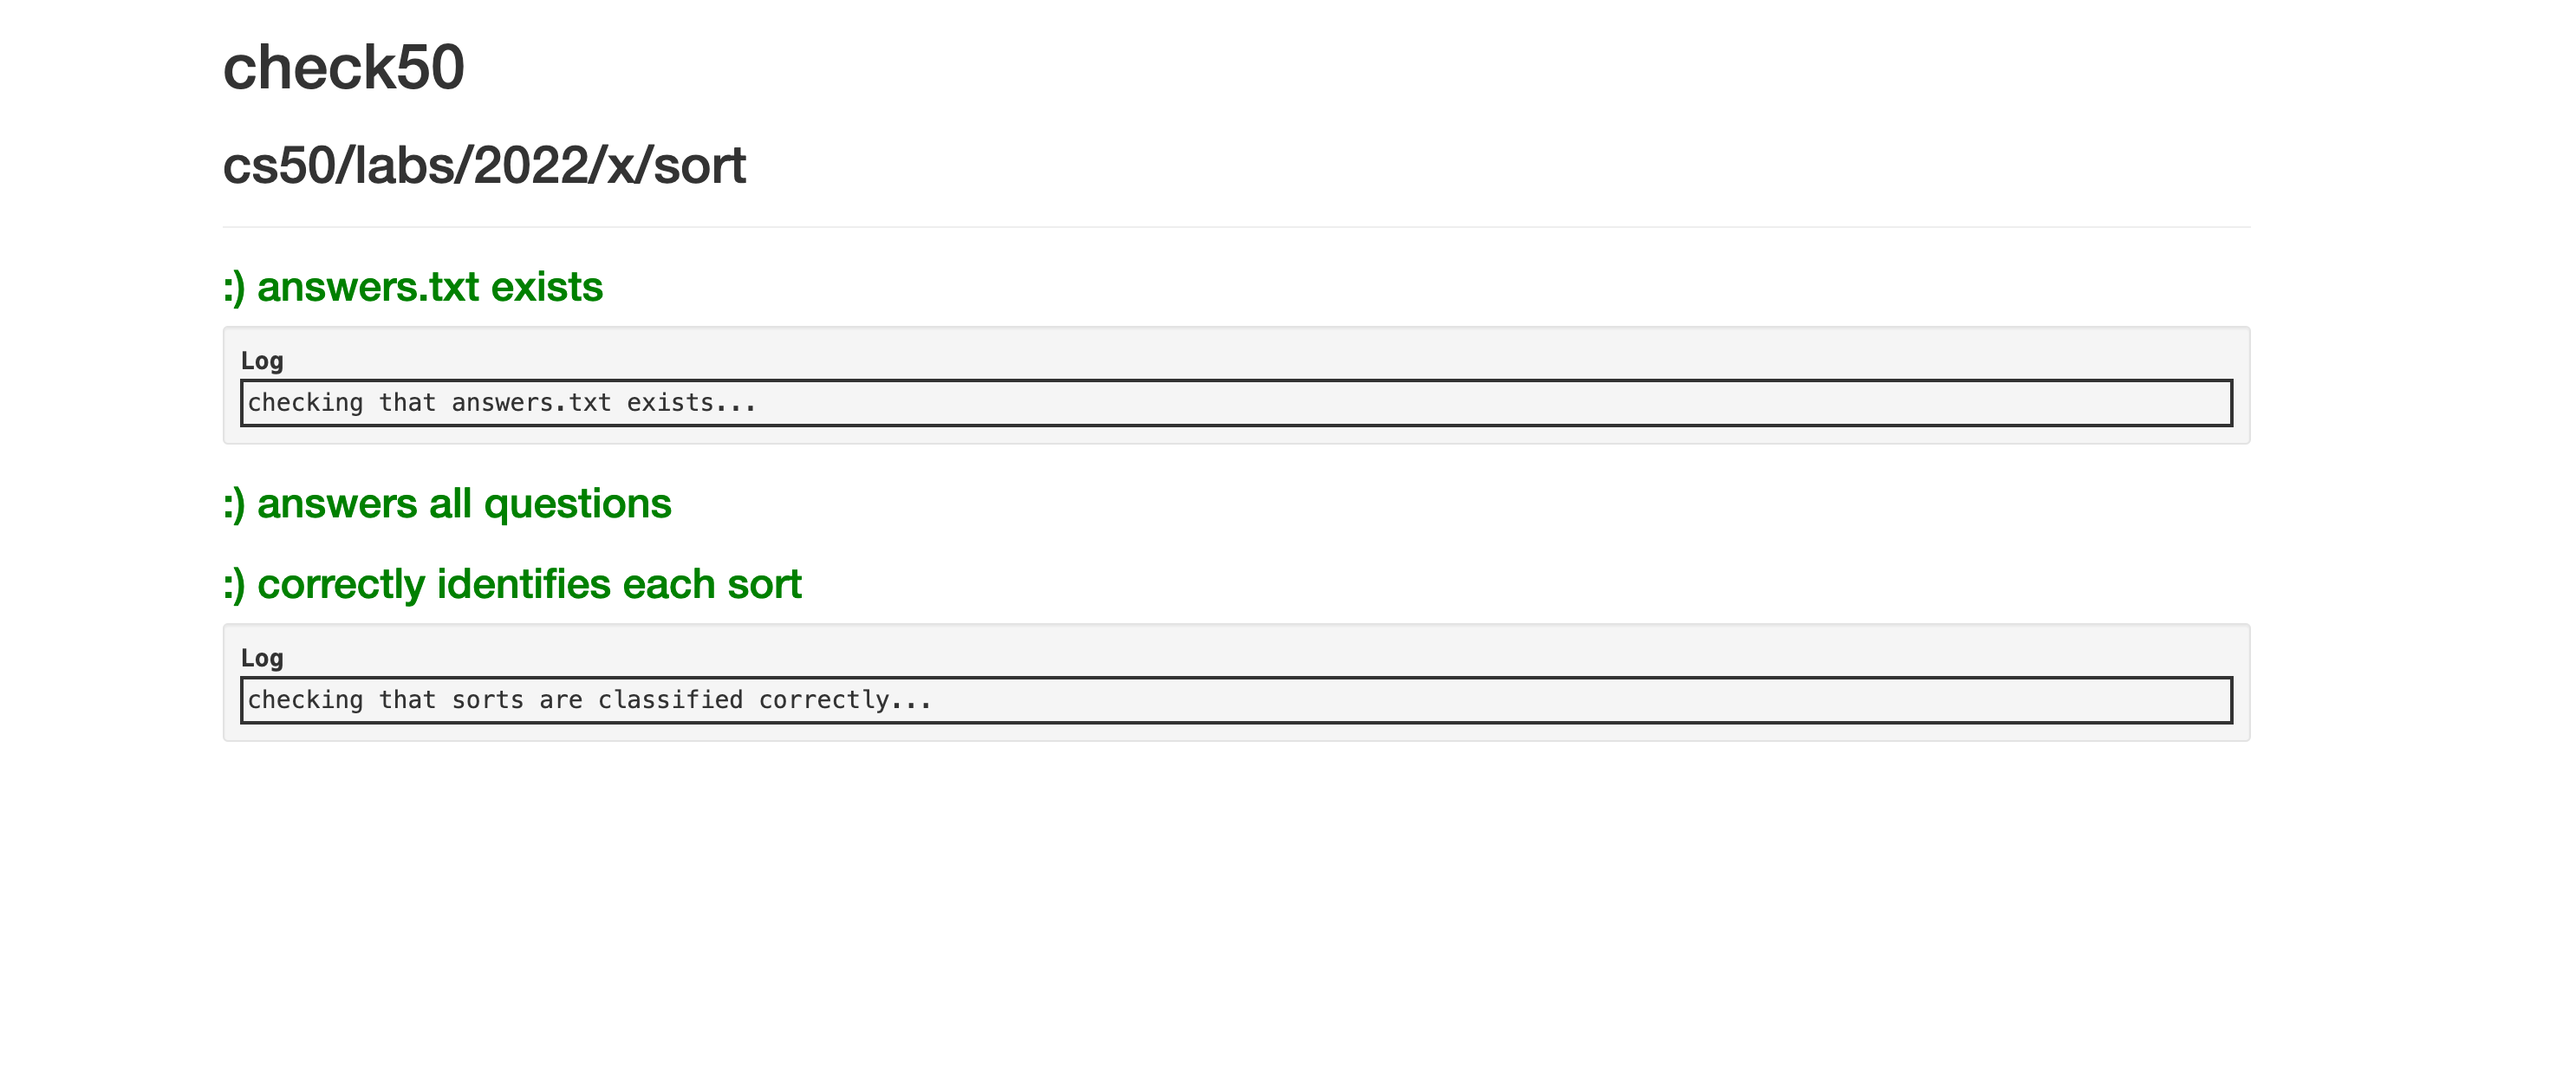 check50
cs50/labs/2022/x/sort
:) answers.txt exists
Log
checking that answers.txt exists...
:) answers all questions
:) correctly identifies each sort
Log
checking that sorts are classified correctly...